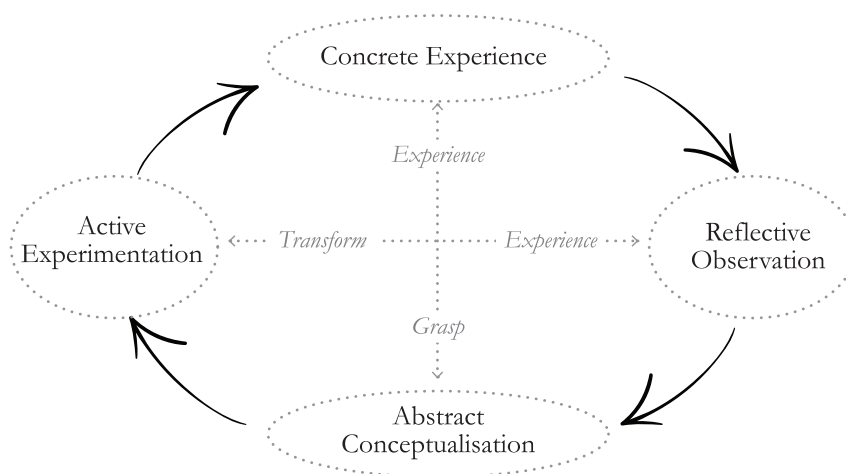 Concrete Experience
Experience
Active
Experimentation
Transform
Experience
Reflective
Observation
Grasp
Abstract
Conceptualisation